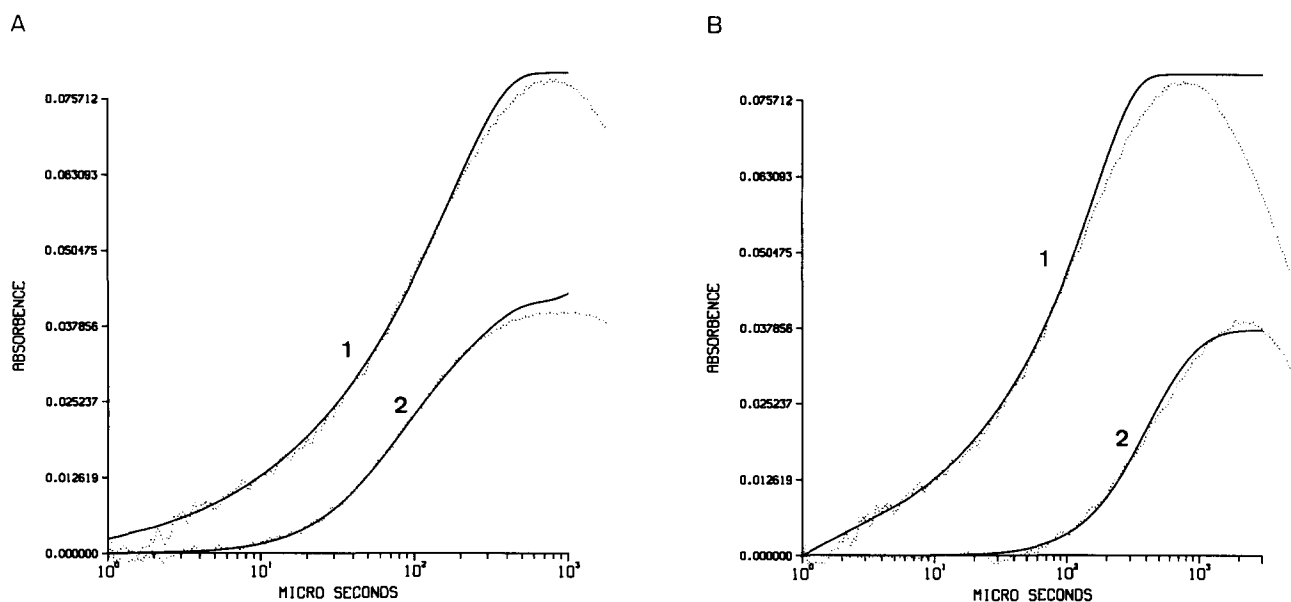 A
ABSORBENCE
0.075712
0.063093
0.050475
0.037856
0.025237
0.012619
0.000000
1
2
10⁰ 10¹ 10² 10³
MICRO SECONDS
B
ABSORBENCE
0.075712
0.063093
0.050475
0.037856
0.025237
0.012619
0.000000
1
2
10⁰ 10¹ 10² 10³
MICRO SECONDS